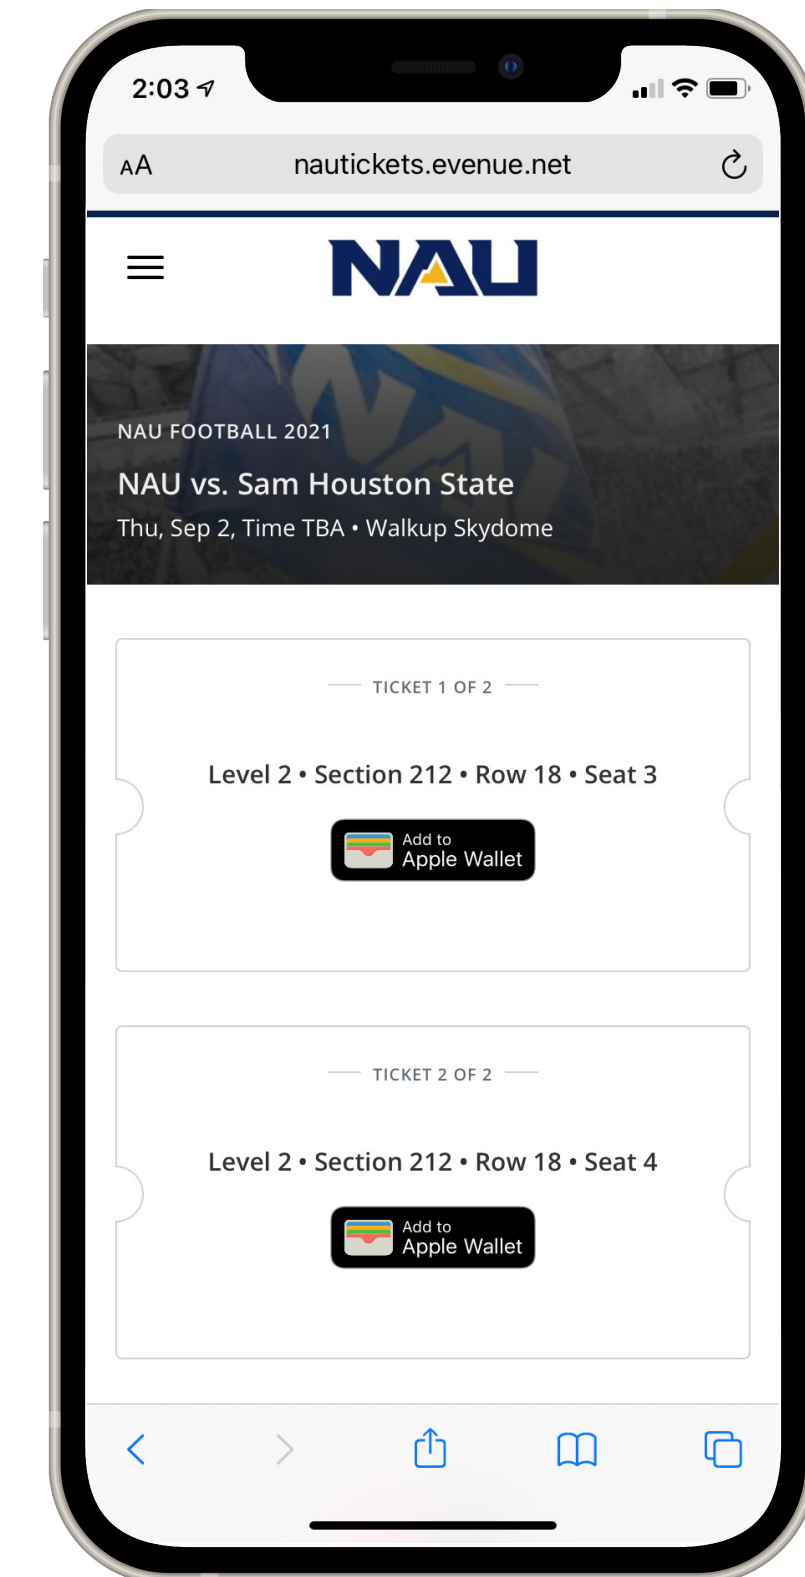 2:03
AA nautickets.evenue.net
NAU
NAU
NAU FOOTBALL 2021
NAU vs. Sam Houston State
Thu, Sep 2, Time TBA • Walkup Skydome
TICKET 1 OF 2
Level 2 • Section 212 • Row 18 • Seat 3
Add to
Apple Wallet
TICKET 2 OF 2
Level 2 • Section 212 • Row 18 • Seat 4
Add to
Apple Wallet